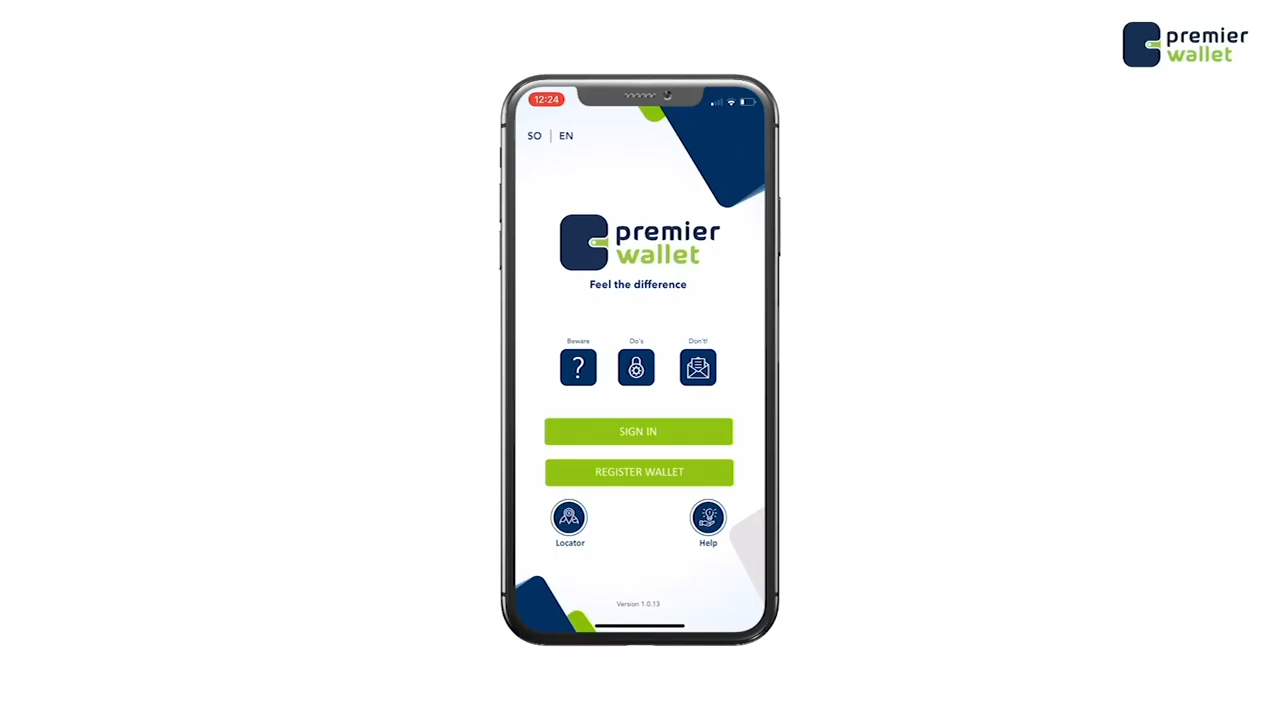 premier
wallet
12:24
SO | EN
premier
wallet
Feel the difference
Beware
Do's
Don't!
SIGN IN
REGISTER WALLET
Locator
Help
Version 1.0.13